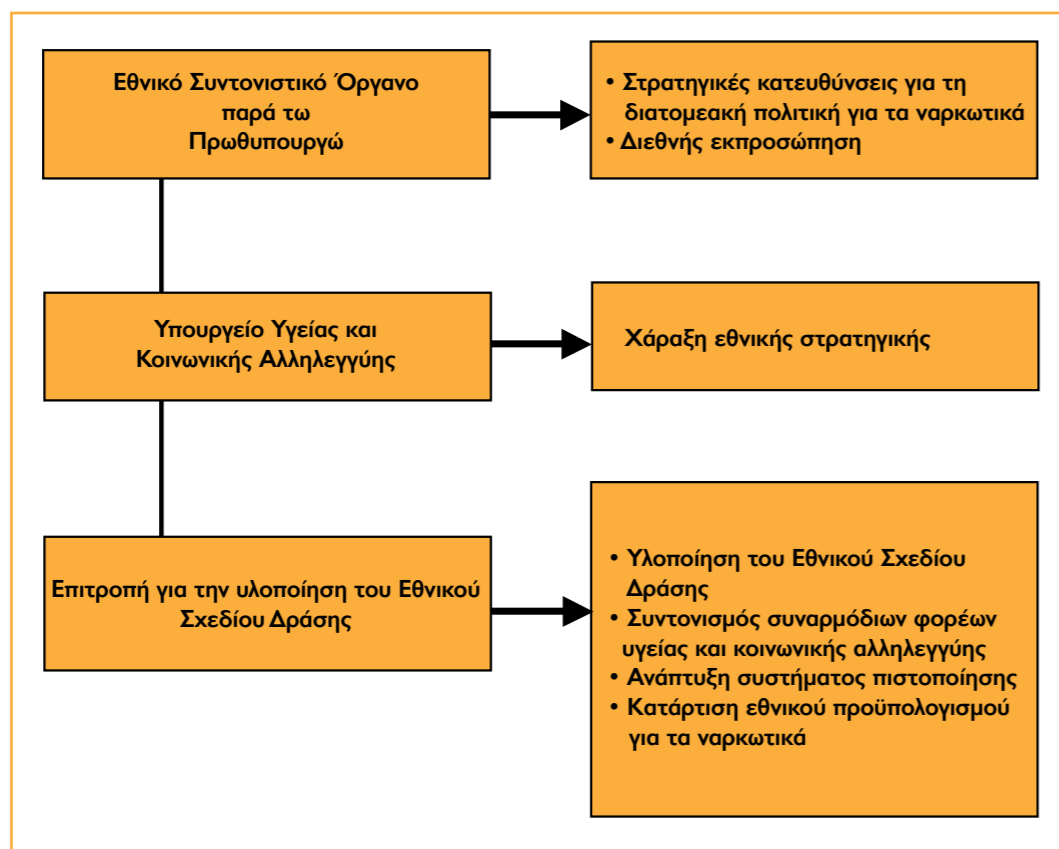 Εθνικό Συντονιστικό Όργανο
παρά τω
Πρωθυπουργώ
• Στρατηγικές κατευθύνσεις για τη
διατομεακή πολιτική για τα ναρκωτικά
• Διεθνής εκπροσώπηση
Υπουργείο Υγείας και
Κοινωνικής Αλληλεγγύης
Χάραξη εθνικής στρατηγικής
Επιτροπή για την υλοποίηση του Εθνικού
Σχεδίου Δράσης
• Υλοποίηση του Εθνικού Σχεδίου
Δράσης
• Συντονισμός συναρμόδιων φορέων
υγείας και κοινωνικής αλληλεγγύης
• Ανάπτυξη συστήματος πιστοποίησης
• Κατάρτιση εθνικού προϋπολογισμού
για τα ναρκωτικά